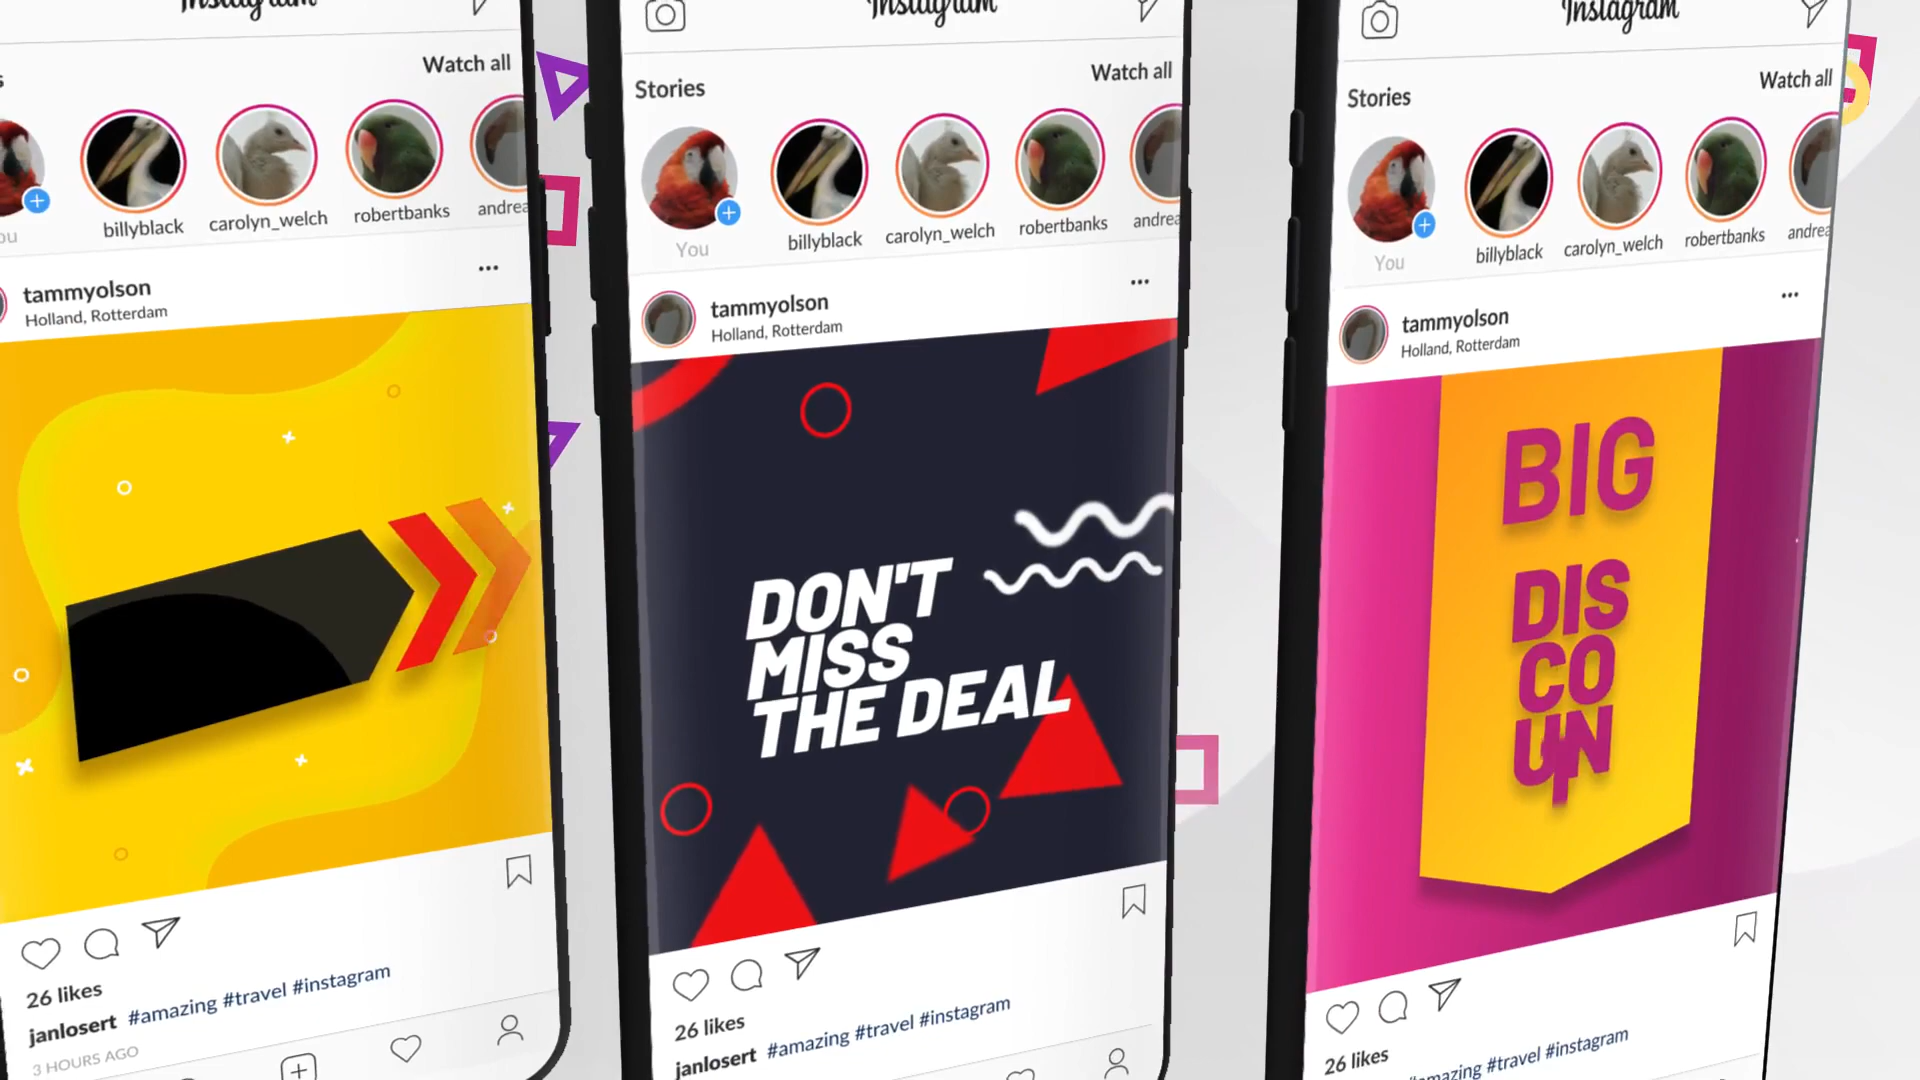 Instagram
Watch all
billyblack
carolyn_welch
robertbanks
tammyolson
Holland, Rotterdam
26 likes
janlosert #amazing #travel #instagram
3 HOURS AGO
Instagram
Stories
Watch all
You
billyblack
carolyn_welch
robertbanks
andrea
tammyolson
Holland, Rotterdam
DON'T
MISS
THE DEAL
26 likes
janlosert #amazing #travel #instagram
Instagram
Stories
Watch all
You
billyblack
carolyn_welch
robertbanks
andrea
tammyolson
Holland, Rotterdam
BIG
DIS
CO
UN
26 likes
#travel #instagram